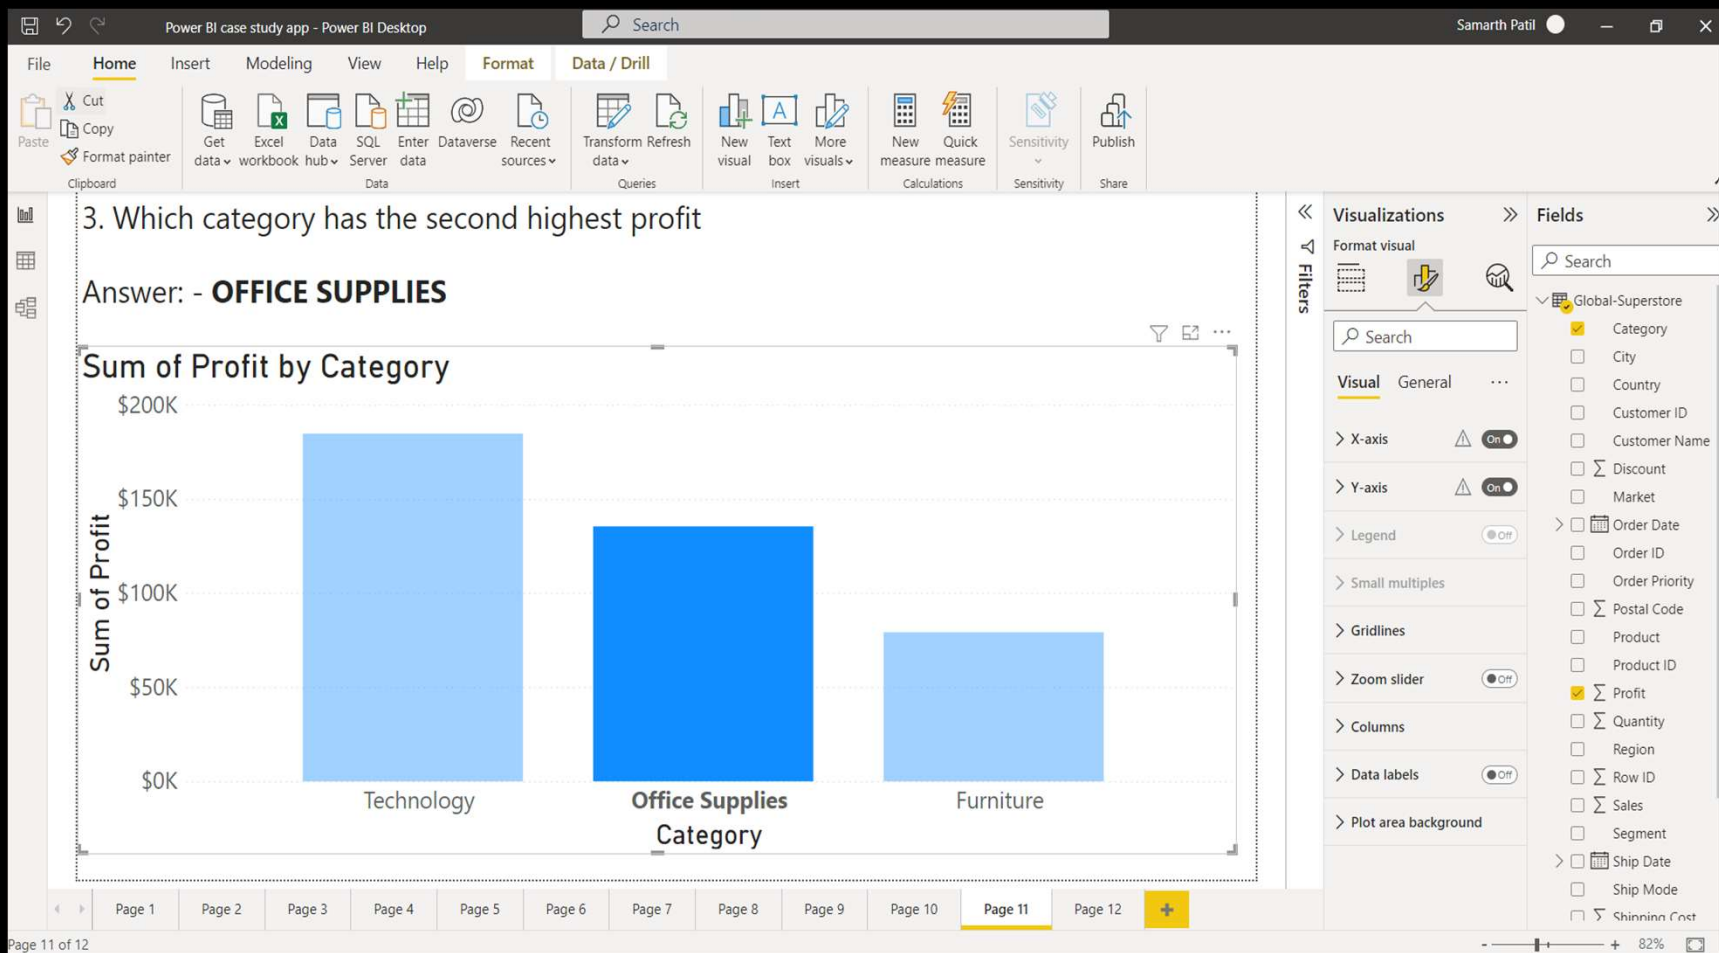 Power BI case study app - Power BI Desktop
Search
Samarth Patil
File Home Insert Modeling View Help Format Data / Drill
Paste
Cut
Copy
Format painter
Clipboard
Get data
Excel workbook
Data hub
SQL Server
Enter data
Dataverse
Recent sources
Data
Transform data
Refresh
Queries
New visual
Text box
More visuals
Insert
New measure
Quick measure
Calculations
Sensitivity
Sensitivity
Publish
Share
3. Which category has the second highest profit
Answer: - OFFICE SUPPLIES
Sum of Profit by Category
Sum of Profit
$200K
$150K
$100K
$50K
$0K
Technology Office Supplies Furniture
Category
Filters
Visualizations
Format visual
Search
Visual General
X-axis On
Y-axis On
Legend Off
Small multiples
Gridlines
Zoom slider Off
Columns
Data labels Off
Plot area background
Fields
Search
Global-Superstore
Category
City
Country
Customer ID
Customer Name
Discount
Market
Order Date
Order ID
Order Priority
Postal Code
Product
Product ID
Profit
Quantity
Region
Row ID
Sales
Segment
Ship Date
Ship Mode
Shipping Cost
Page 1 Page 2 Page 3 Page 4 Page 5 Page 6 Page 7 Page 8 Page 9 Page 10 Page 11 Page 12
Page 11 of 12
82%